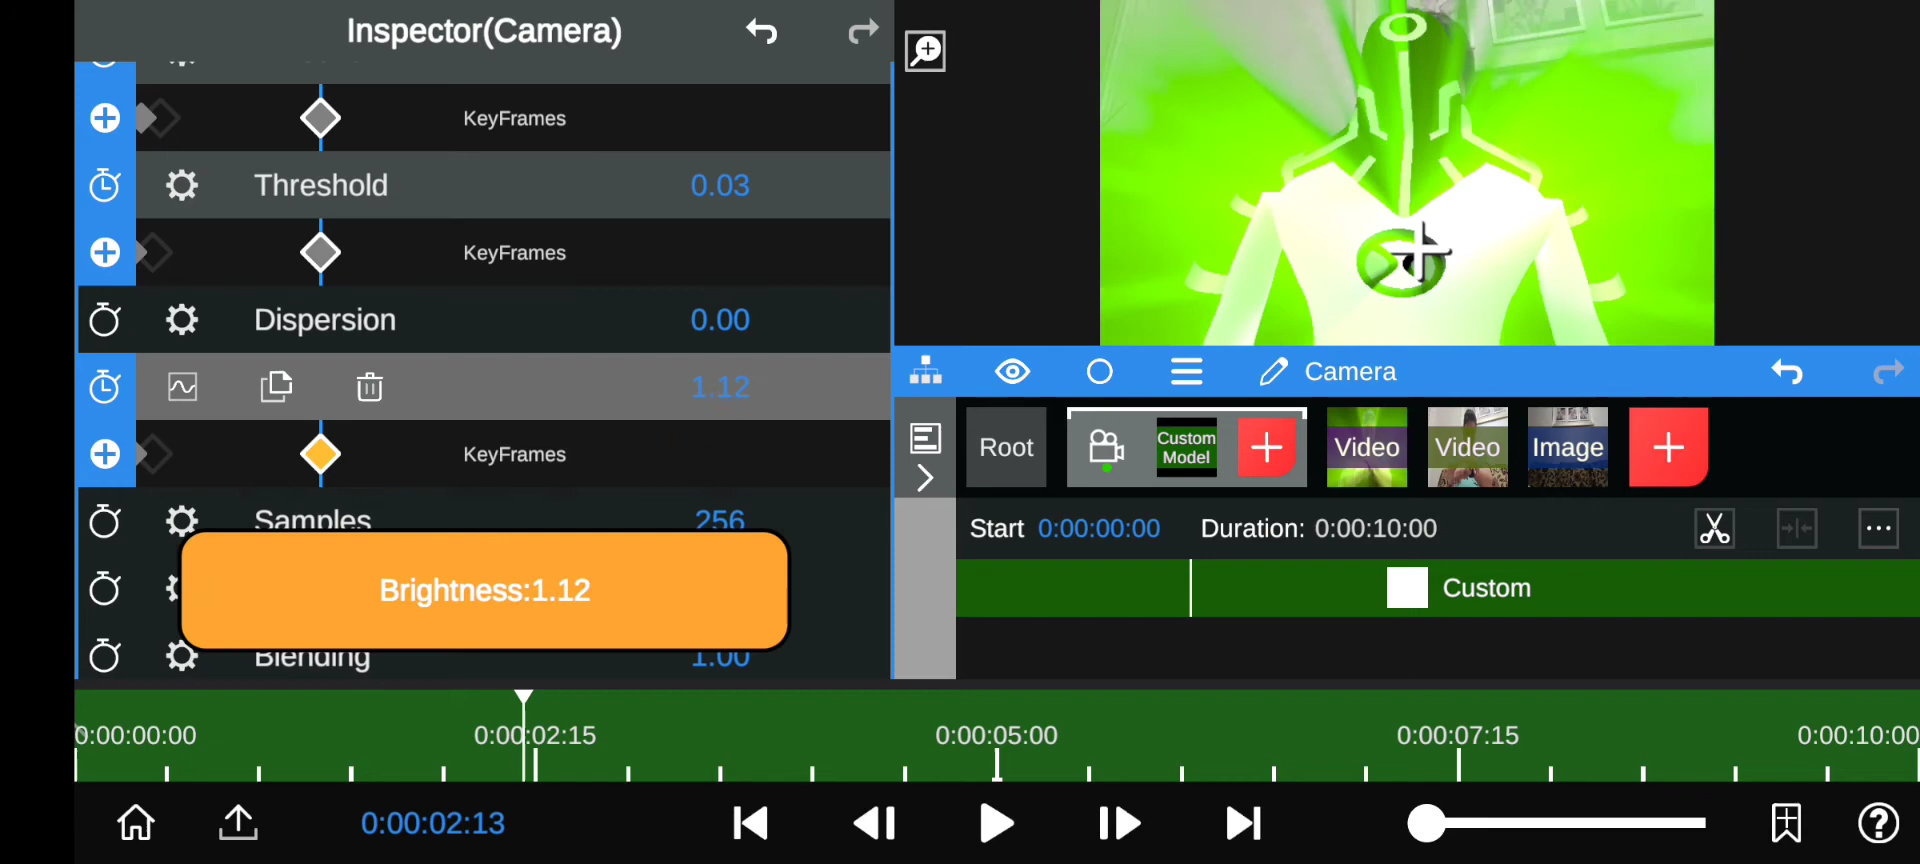 Inspector(Camera)
KeyFrames
Threshold 0.03
KeyFrames
Dispersion 0.00
1.12
KeyFrames
Samples 256
Brightness:1.12
Blending 1.00
Camera
Root
Custom
Model
Video
Video
Image
Start 0:00:00:00 Duration: 0:00:10:00
Custom
0:00:00:00 0:00:02:15 0:00:05:00 0:00:07:15 0:00:10:00
0:00:02:13